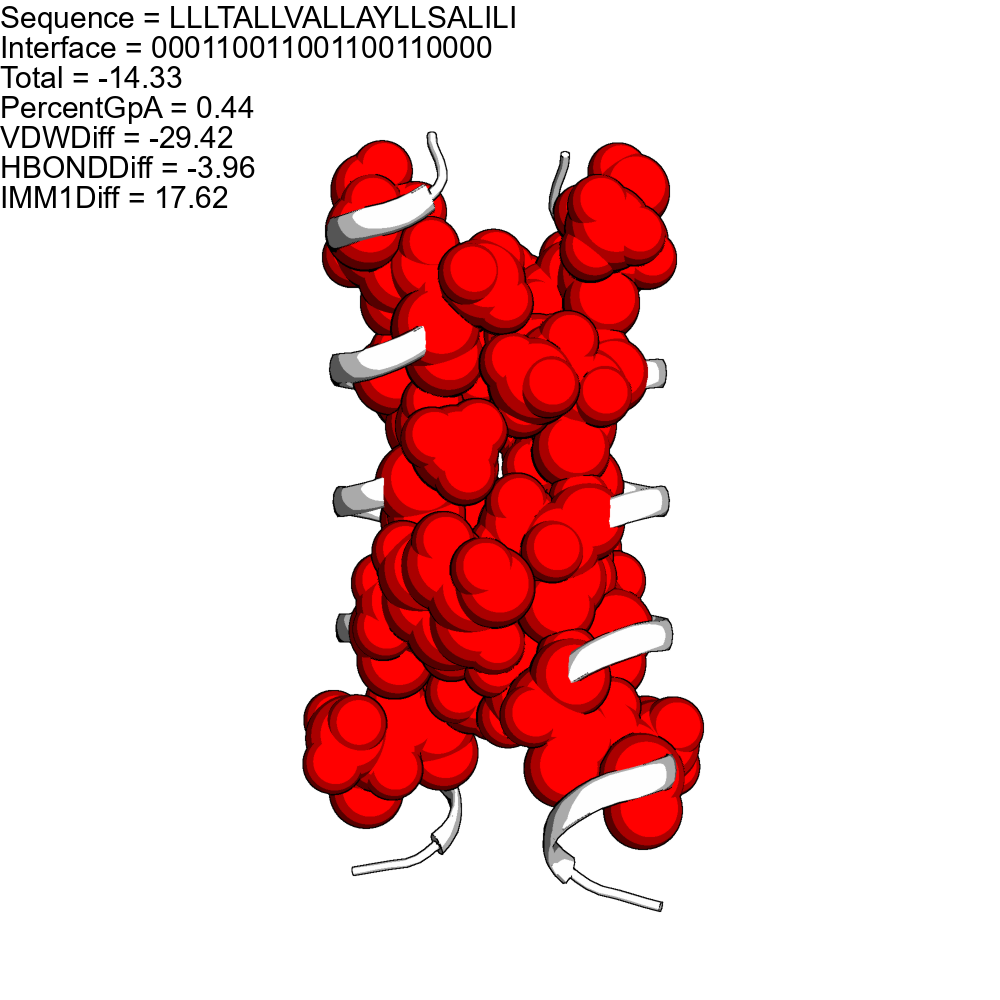 Sequence = LLLTALLVALLAYLLSALILI
Interface = 000110011001100110000
Total = -14.33
PercentGpA = 0.44
VDWDiff = -29.42
HBONDDiff = -3.96
IMM1Diff = 17.62